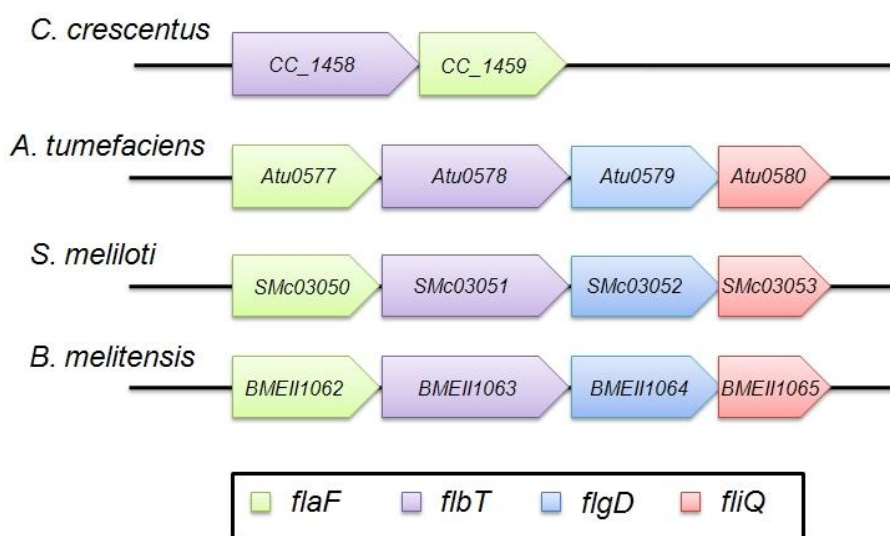 C. crescentus
CC_1458 CC_1459
A. tumefaciens
Atu0577 Atu0578 Atu0579 Atu0580
S. meliloti
SMc03050 SMc03051 SMc03052 SMc03053
B. melitensis
BMEII1062 BMEII1063 BMEII1064 BMEII1065
flaF flbT flgD fliQ